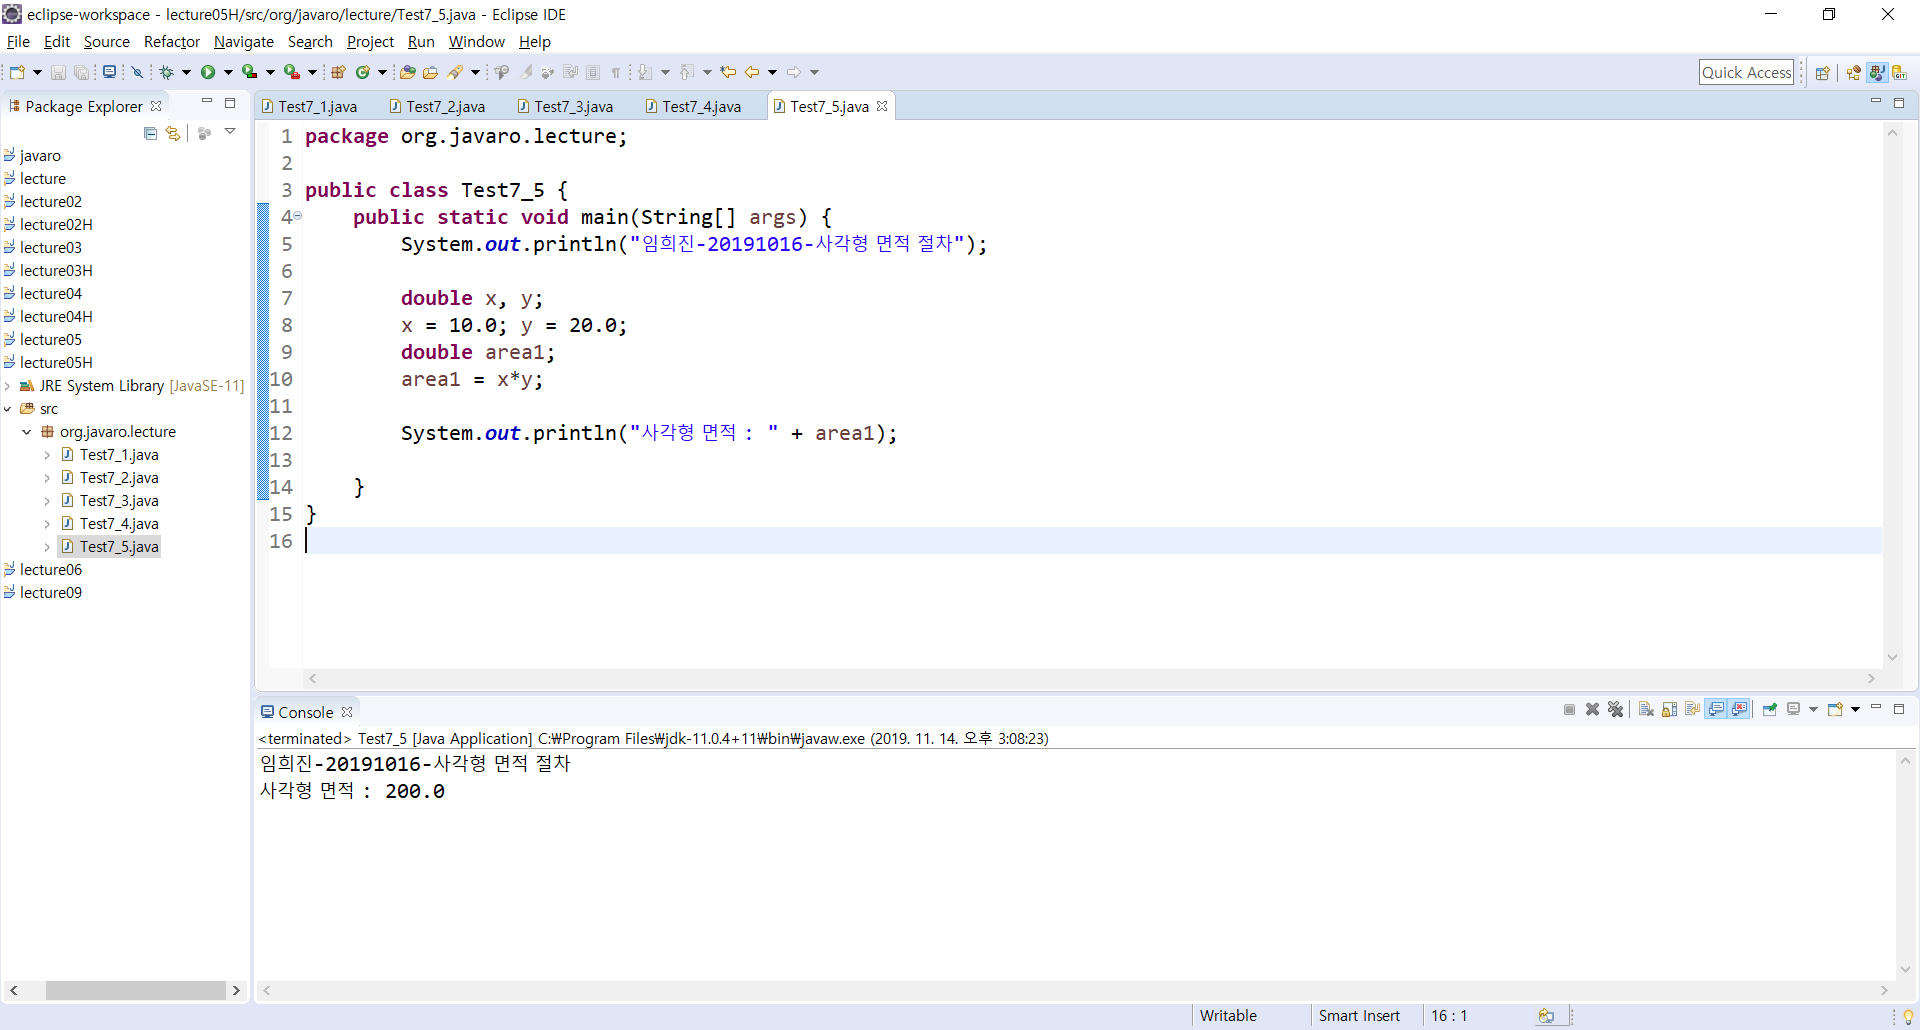 eclipse-workspace - lecture05H/src/org/javaro/lecture/Test7_5.java - Eclipse IDE
File Edit Source Refactor Navigate Search Project Run Window Help
Quick Access
Package Explorer
javaro
lecture
lecture02
lecture02H
lecture03
lecture03H
lecture04
lecture04H
lecture05
lecture05H
JRE System Library [JavaSE-11]
src
org.javaro.lecture
Test7_1.java
Test7_2.java
Test7_3.java
Test7_4.java
Test7_5.java
lecture06
lecture09
Test7_1.java Test7_2.java Test7_3.java Test7_4.java Test7_5.java
1 package org.javaro.lecture;
2
3 public class Test7_5 {
4 public static void main(String[] args) {
5 System.out.println("임희진-20191016-사각형 면적 절차");
6
7 double x, y;
8 x = 10.0; y = 20.0;
9 double area1;
10 area1 = x*y;
11
12 System.out.println("사각형 면적 : " + area1);
13
14 }
15 }
16
Console
<terminated> Test7_5 [Java Application] C:₩Program Files₩jdk-11.0.4+11₩bin₩javaw.exe (2019. 11. 14. 오후 3:08:23)
임희진-20191016-사각형 면적 절차
사각형 면적 : 200.0
Writable Smart Insert 16 : 1